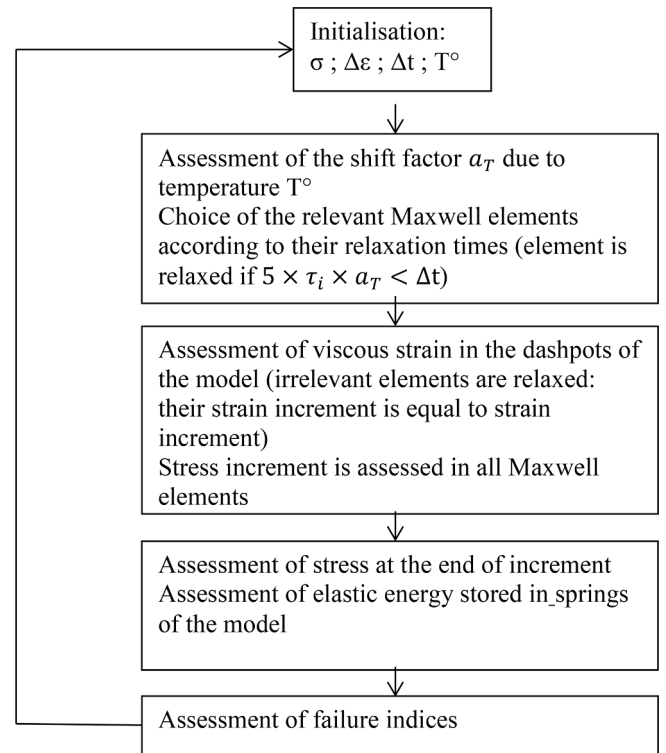 Initialisation:
σ ; Δε ; Δt ; T°
Assessment of the shift factor a_T due to
temperature T°
Choice of the relevant Maxwell elements
according to their relaxation times (element is
relaxed if 5 × τ_i × a_T < Δt)
Assessment of viscous strain in the dashpots of
the model (irrelevant elements are relaxed:
their strain increment is equal to strain
increment)
Stress increment is assessed in all Maxwell
elements
Assessment of stress at the end of increment
Assessment of elastic energy stored in_springs
of the model
Assessment of failure indices